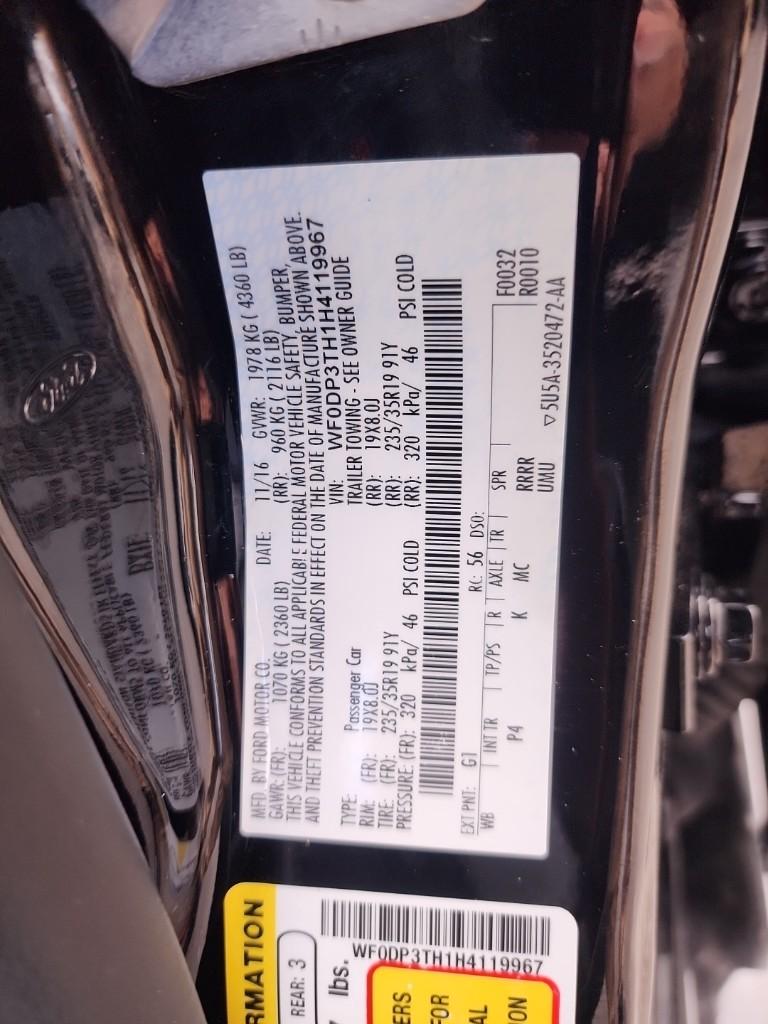 MFD. BY FORD MOTOR CO.
DATE: 11/16 GVWR: 1978 KG ( 4360 LB)
GAWR: (FR): 1070 KG ( 2360 LB) (RR): 960 KG ( 2116 LB)
THIS VEHICLE CONFORMS TO ALL APPLICABLE FEDERAL MOTOR VEHICLE SAFETY, BUMPER,
AND THEFT PREVENTION STANDARDS IN EFFECT ON THE DATE OF MANUFACTURE SHOWN ABOVE.
VIN: WF0DP3TH1H4119967
TYPE: Passenger Car TRAILER TOWING - SEE OWNER GUIDE
RIM: (FR): 19X8.0J (RR): 19X8.0J
TIRE: (FR): 235/35R19 91Y (RR): 235/35R19 91Y
PRESSURE: (FR): 320 kPa/ 46 PSI COLD (RR): 320 kPa/ 46 PSI COLD
EXT PNT: G1 RC: 56 DSO:
WB INT TR TP/PS R AXLE TR SPR F0032
P4 K MC RRRR R0010
UMU
▽5U5A-3520472-AA
Ford
RMATION
REAR: 3
lbs.
WF0DP3TH1H4119967
ERS
FOR
AL
ON